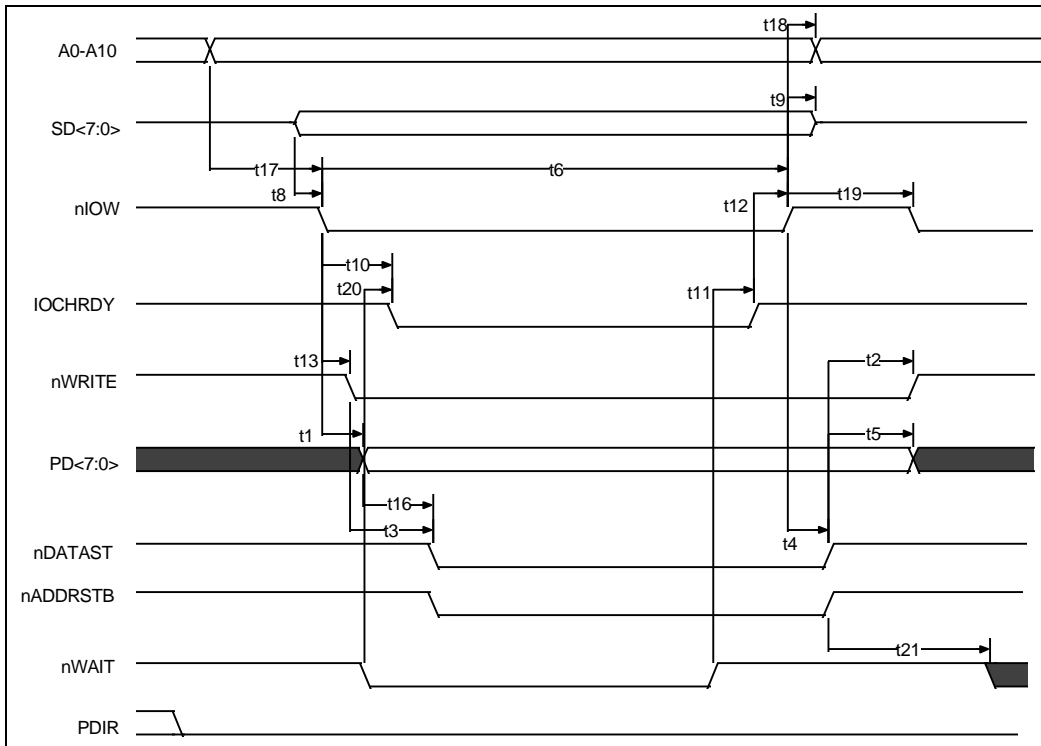 t18
A0-A10
t9
SD<7:0>
t17
t6
t8
t19
nIOW
t12
t10
t20
t11
IOCHRDY
t13
t2
nWRITE
t1
t5
PD<7:0>
t16
t3
t4
nDATAST
nADDRSTB
t21
nWAIT
PDIR